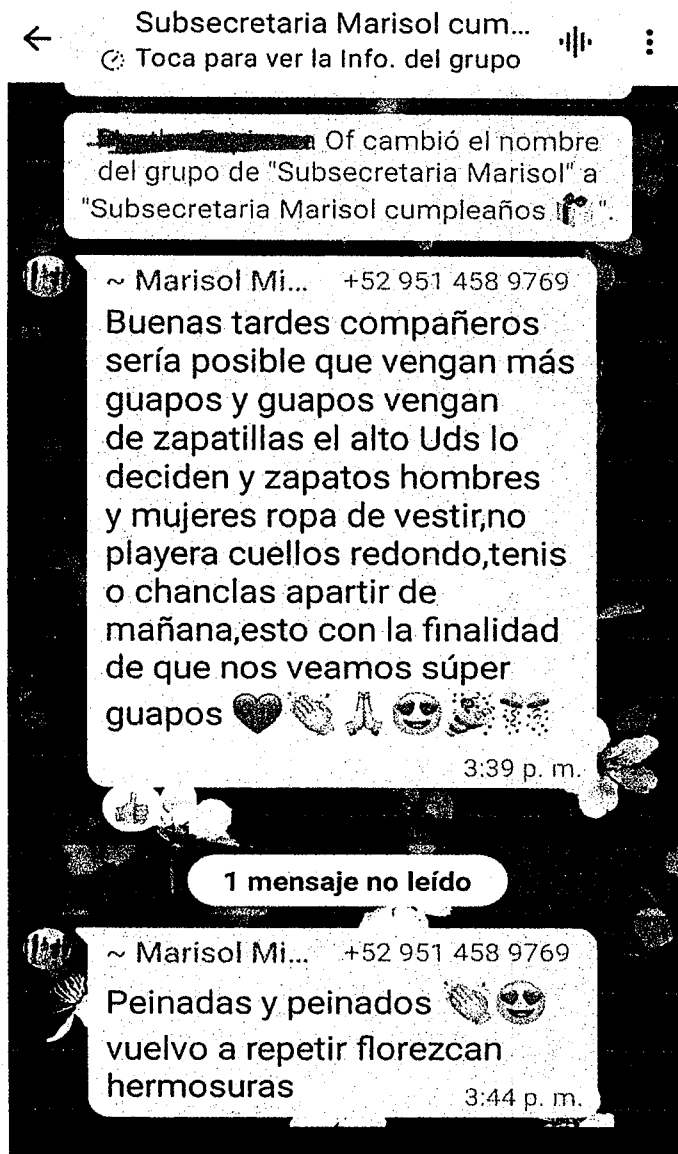 Subsecretaria Marisol cum...
Toca para ver la Info. del grupo
Of cambió el nombre
del grupo de "Subsecretaria Marisol" a
"Subsecretaria Marisol cumpleaños ".
~ Marisol Mi... +52 951 458 9769
Buenas tardes compañeros
sería posible que vengan más
guapos y guapos vengan
de zapatillas el alto Uds lo
deciden y zapatos hombres
y mujeres ropa de vestir,no
playera cuellos redondo,tenis
o chanclas apartir de
mañana,esto con la finalidad
de que nos veamos súper
guapos ❤️👏🙏😍🎉🎊
3:39 p. m.
1 mensaje no leído
~ Marisol Mi... +52 951 458 9769
Peinadas y peinados 👏😍
vuelvo a repetir florezcan
hermosuras
3:44 p. m.